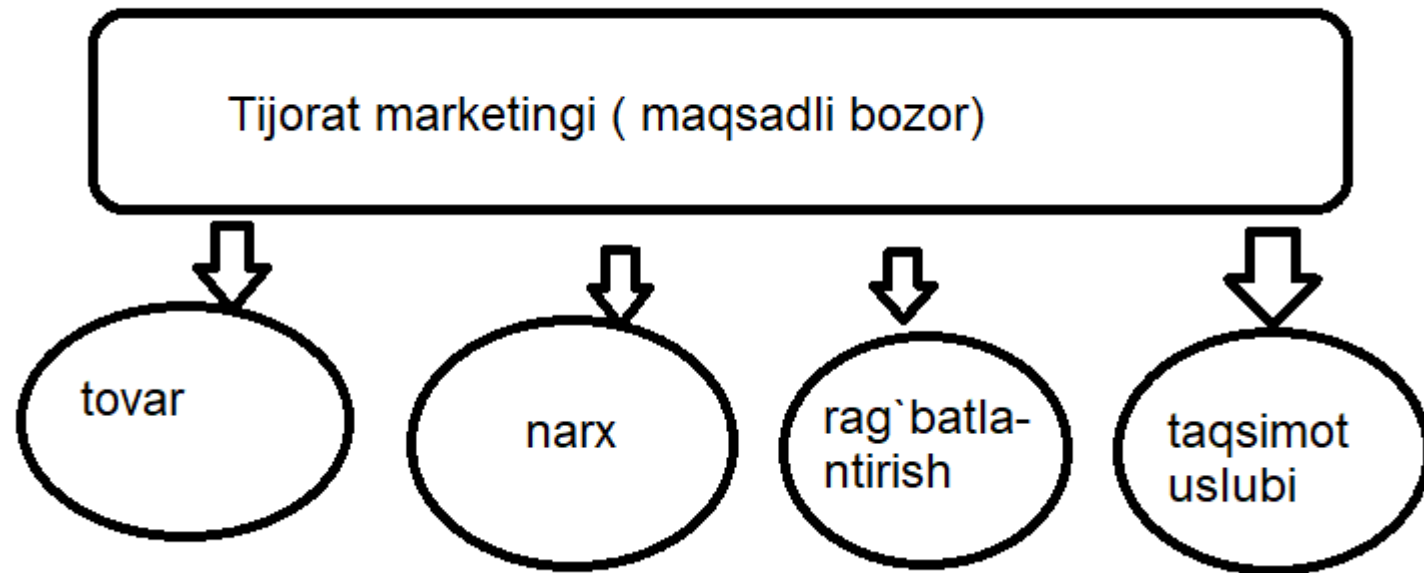 Tijorat marketingi ( maqsadli bozor)
tovar
narx
rag`batla-
ntirish
taqsimot
uslubi